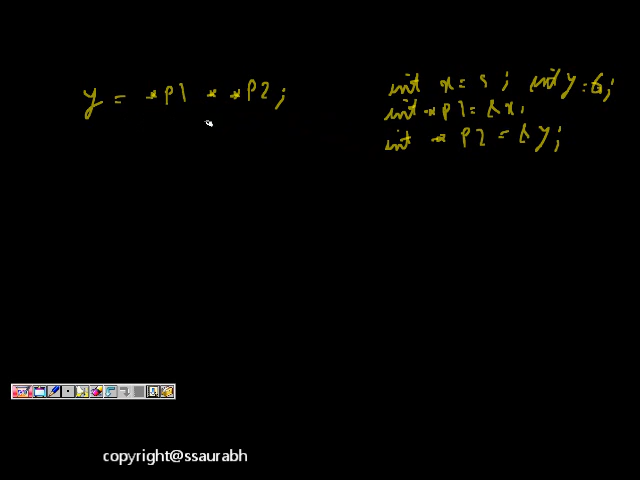 y = *P1 * *P2;
int x = 5; int y = 6;
int *P1 = &x;
int *P2 = &y;
copyright@ssaurabh